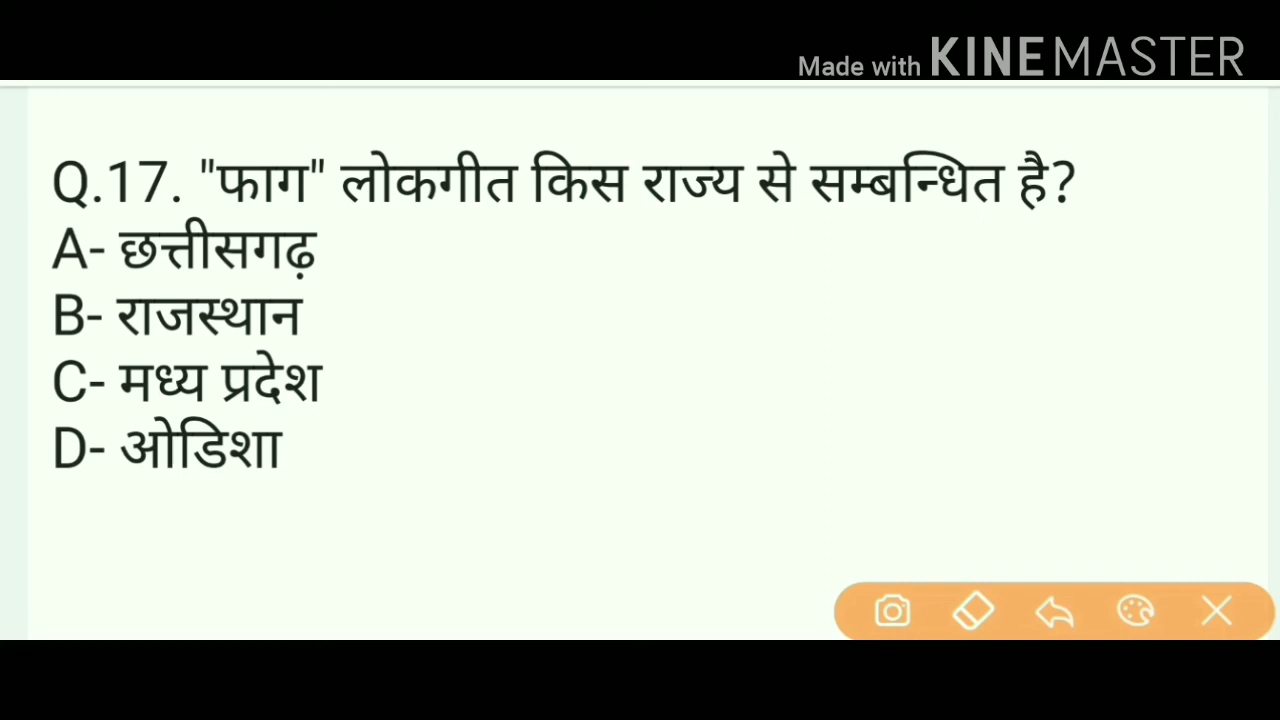 Made with KINEMASTER
Q.17. "फाग" लोकगीत किस राज्य से सम्बन्धित है?
A- छत्तीसगढ़
B- राजस्थान
C- मध्य प्रदेश
D- ओडिशा